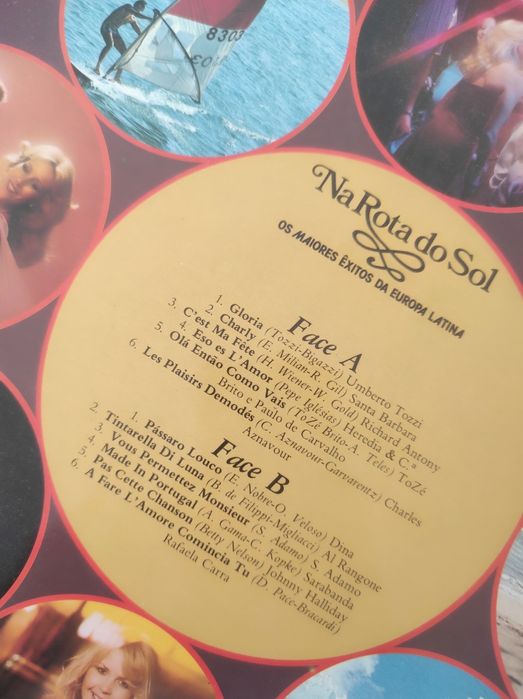 8303
Na Rota do Sol
OS MAIORES ÊXITOS DA EUROPA LATINA
Face A
1. Gloria (Tozzi-Bigazzi) Umberto Tozzi
2. Charly (E. Milian-R. Gil) Santa Barbara
3. C'est Ma Fête (H. Wiener-W. Gold) Richard Antony
4. Eso es L'Amor (Pepe Iglésias) Heredia & C.ª
5. Olá Então Como Vais (ToZé Brito-A. Teles) ToZé
Brito e Paulo de Carvalho
6. Les Plaisirs Demodés (C. Aznavour-Garvarentz) Charles
Aznavour
Face B
1. Pássaro Louco (E. Nobre-O. Veloso) Dina
2. Tintarella Di Luna (B. de Filippi-Migliacci) Al Rangone
3. Vous Permettez Monsieur (S. Adamo) S. Adamo
4. Made In Portugal (A. Gama-C. Kopke) Sarabanda
5. Pas Cette Chanson (Betty Nelson) Johnny Halliday
6. A Fare L'Amore Comincia Tu (D. Pace-Bracardi)
Rafaela Carra